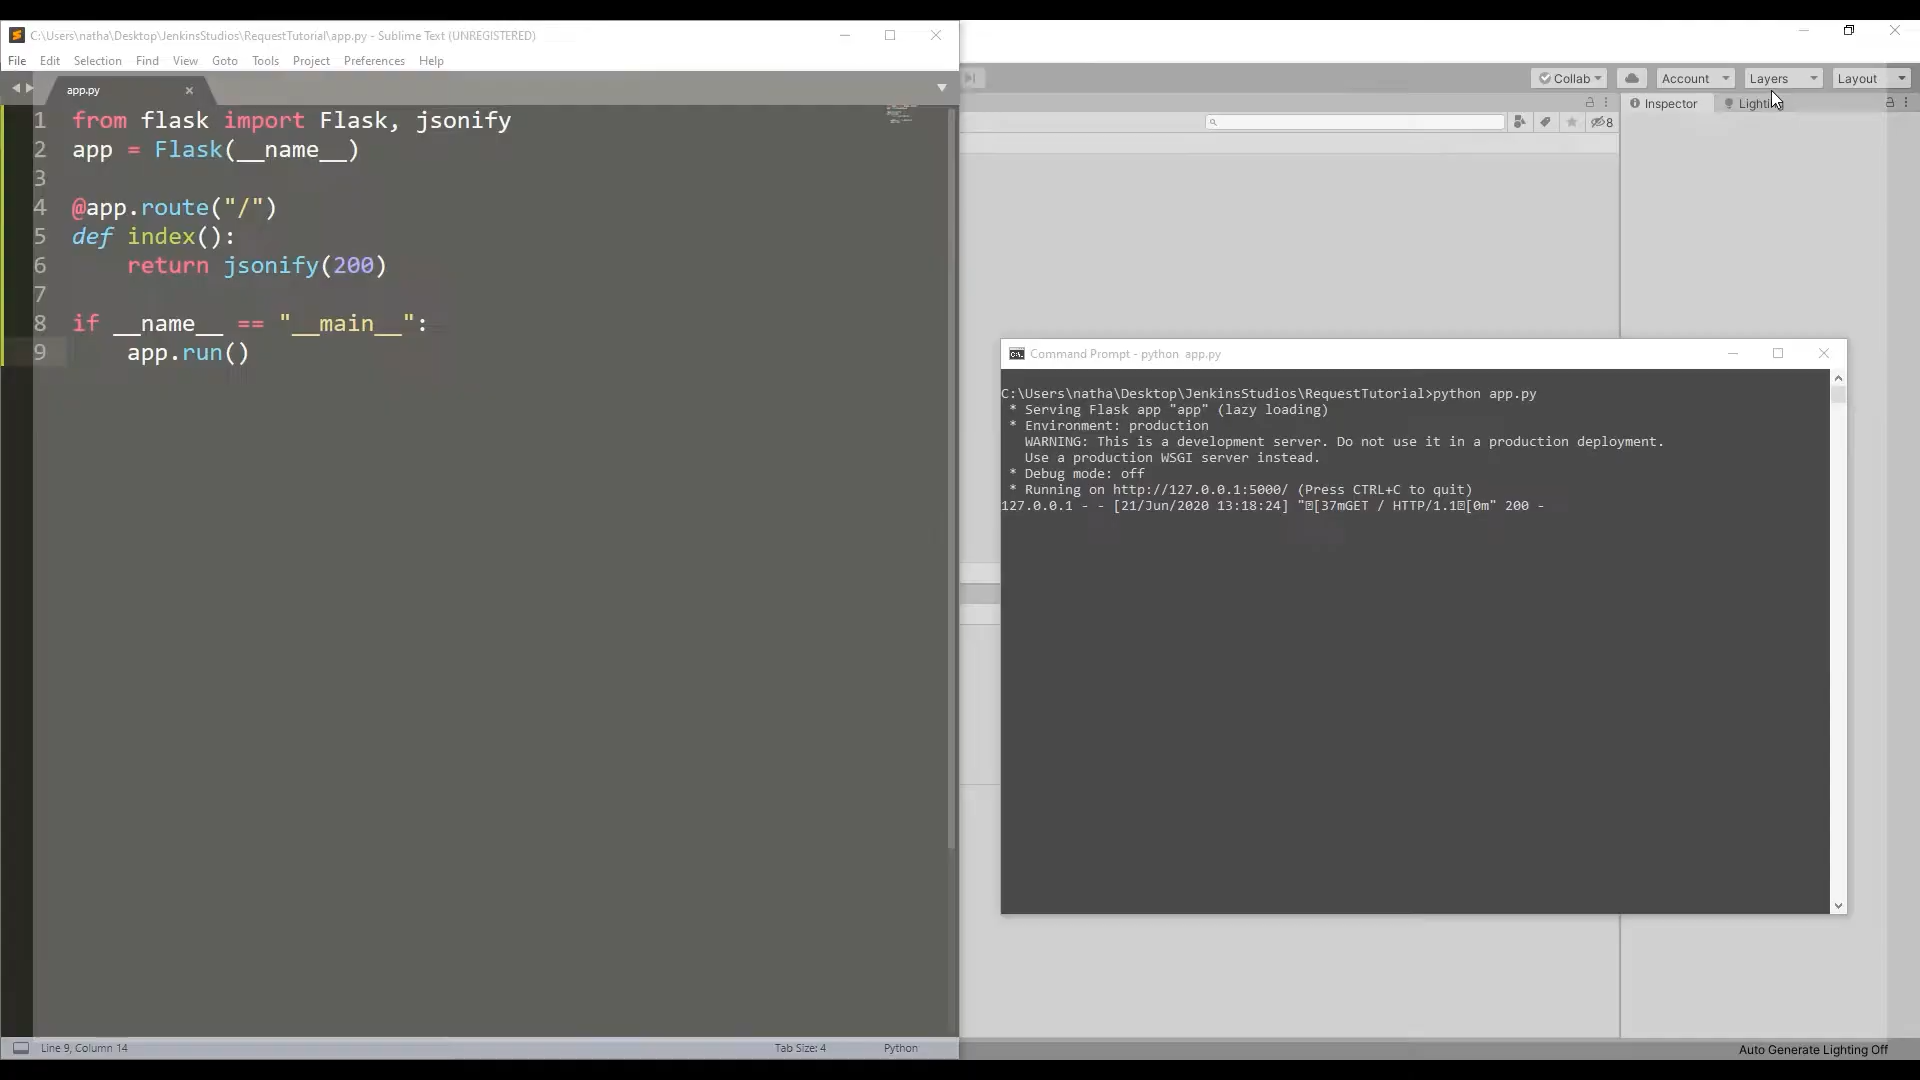 C:\Users\natha\Desktop\JenkinsStudios\RequestTutorial\app.py - Sublime Text (UNREGISTERED)
File Edit Selection Find View Goto Tools Project Preferences Help
app.py
1 from flask import Flask, jsonify
2 app = Flask(__name__)
3
4 @app.route("/")
5 def index():
6 return jsonify(200)
7
8 if __name__ == "__main__":
9 app.run()
Line 9, Column 14
Tab Size: 4
Python
Collab
Account
Layers
Layout
Inspector
8
Command Prompt - python app.py
C:\Users\natha\Desktop\JenkinsStudios\RequestTutorial>python app.py
* Serving Flask app "app" (lazy loading)
* Environment: production
WARNING: This is a development server. Do not use it in a production deployment.
Use a production WSGI server instead.
* Debug mode: off
* Running on http://127.0.0.1:5000/ (Press CTRL+C to quit)
127.0.0.1 - - [21/Jun/2020 13:18:24] "[37mGET / HTTP/1.1[0m" 200 -
Auto Generate Lighting Off